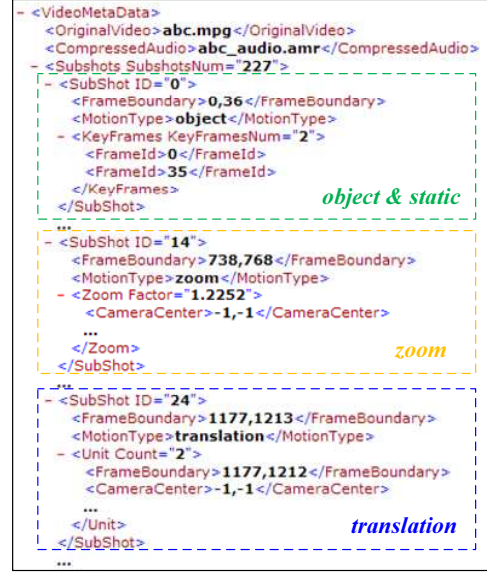 - <VideoMetaData>
<OriginalVideo>abc.mpg</OriginalVideo>
<CompressedAudio>abc_audio.amr</CompressedAudio>
- <Subshots SubshotsNum="227">
- <SubShot ID="0">
<FrameBoundary>0,36</FrameBoundary>
<MotionType>object</MotionType>
- <KeyFrames KeyFramesNum="2">
<FrameId>0</FrameId>
<FrameId>35</FrameId>
</KeyFrames>
object & static
</SubShot>
...
- <SubShot ID="14">
<FrameBoundary>738,768</FrameBoundary>
<MotionType>zoom</MotionType>
- <Zoom Factor="1.2252">
<CameraCenter>-1,-1</CameraCenter>
...
</Zoom>
zoom
</SubShot>
...
- <SubShot ID="24">
<FrameBoundary>1177,1213</FrameBoundary>
<MotionType>translation</MotionType>
- <Unit Count="2">
<FrameBoundary>1177,1212</FrameBoundary>
<CameraCenter>-1,-1</CameraCenter>
...
</Unit>
translation
</SubShot>
...